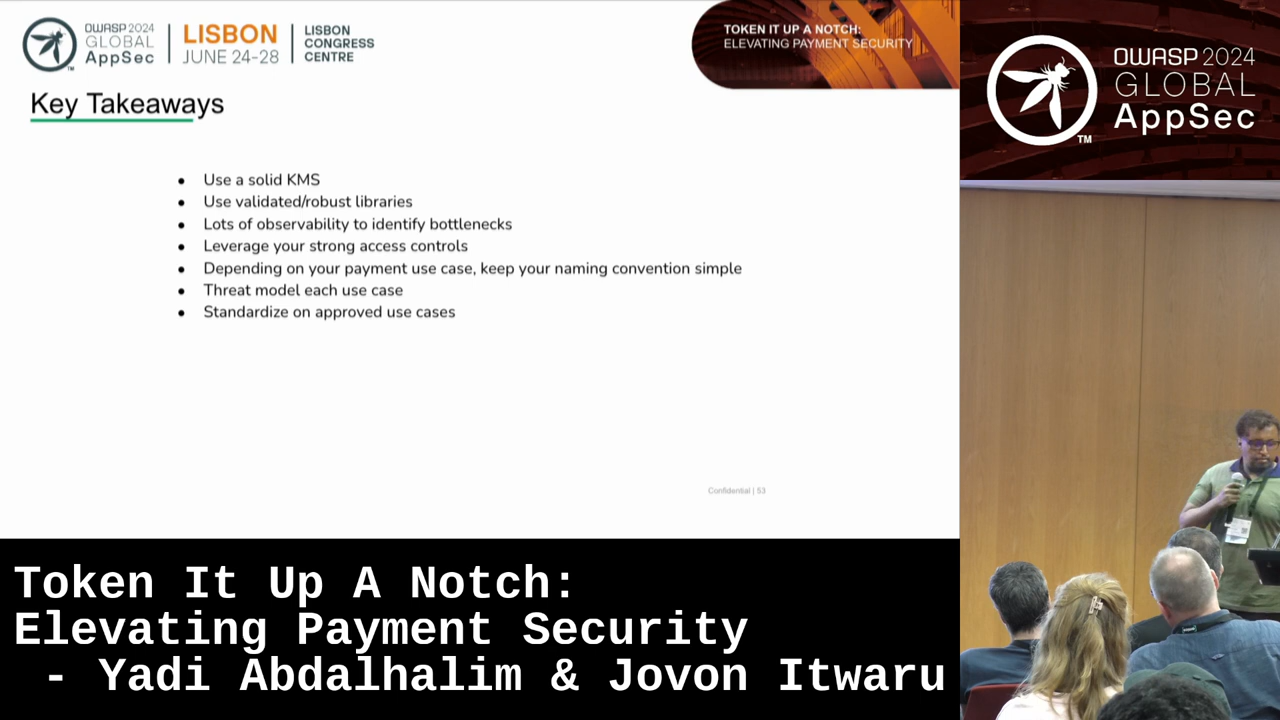 OWASP 2024
GLOBAL
AppSec
TM
LISBON
JUNE 24-28
LISBON
CONGRESS
CENTRE
TOKEN IT UP A NOTCH:
ELEVATING PAYMENT SECURITY
Key Takeaways
• Use a solid KMS
• Use validated/robust libraries
• Lots of observability to identify bottlenecks
• Leverage your strong access controls
• Depending on your payment use case, keep your naming convention simple
• Threat model each use case
• Standardize on approved use cases
Confidential | 53
OWASP 2024
GLOBAL
AppSec
TM
Token It Up A Notch:
Elevating Payment Security
- Yadi Abdalhalim & Jovon Itwaru